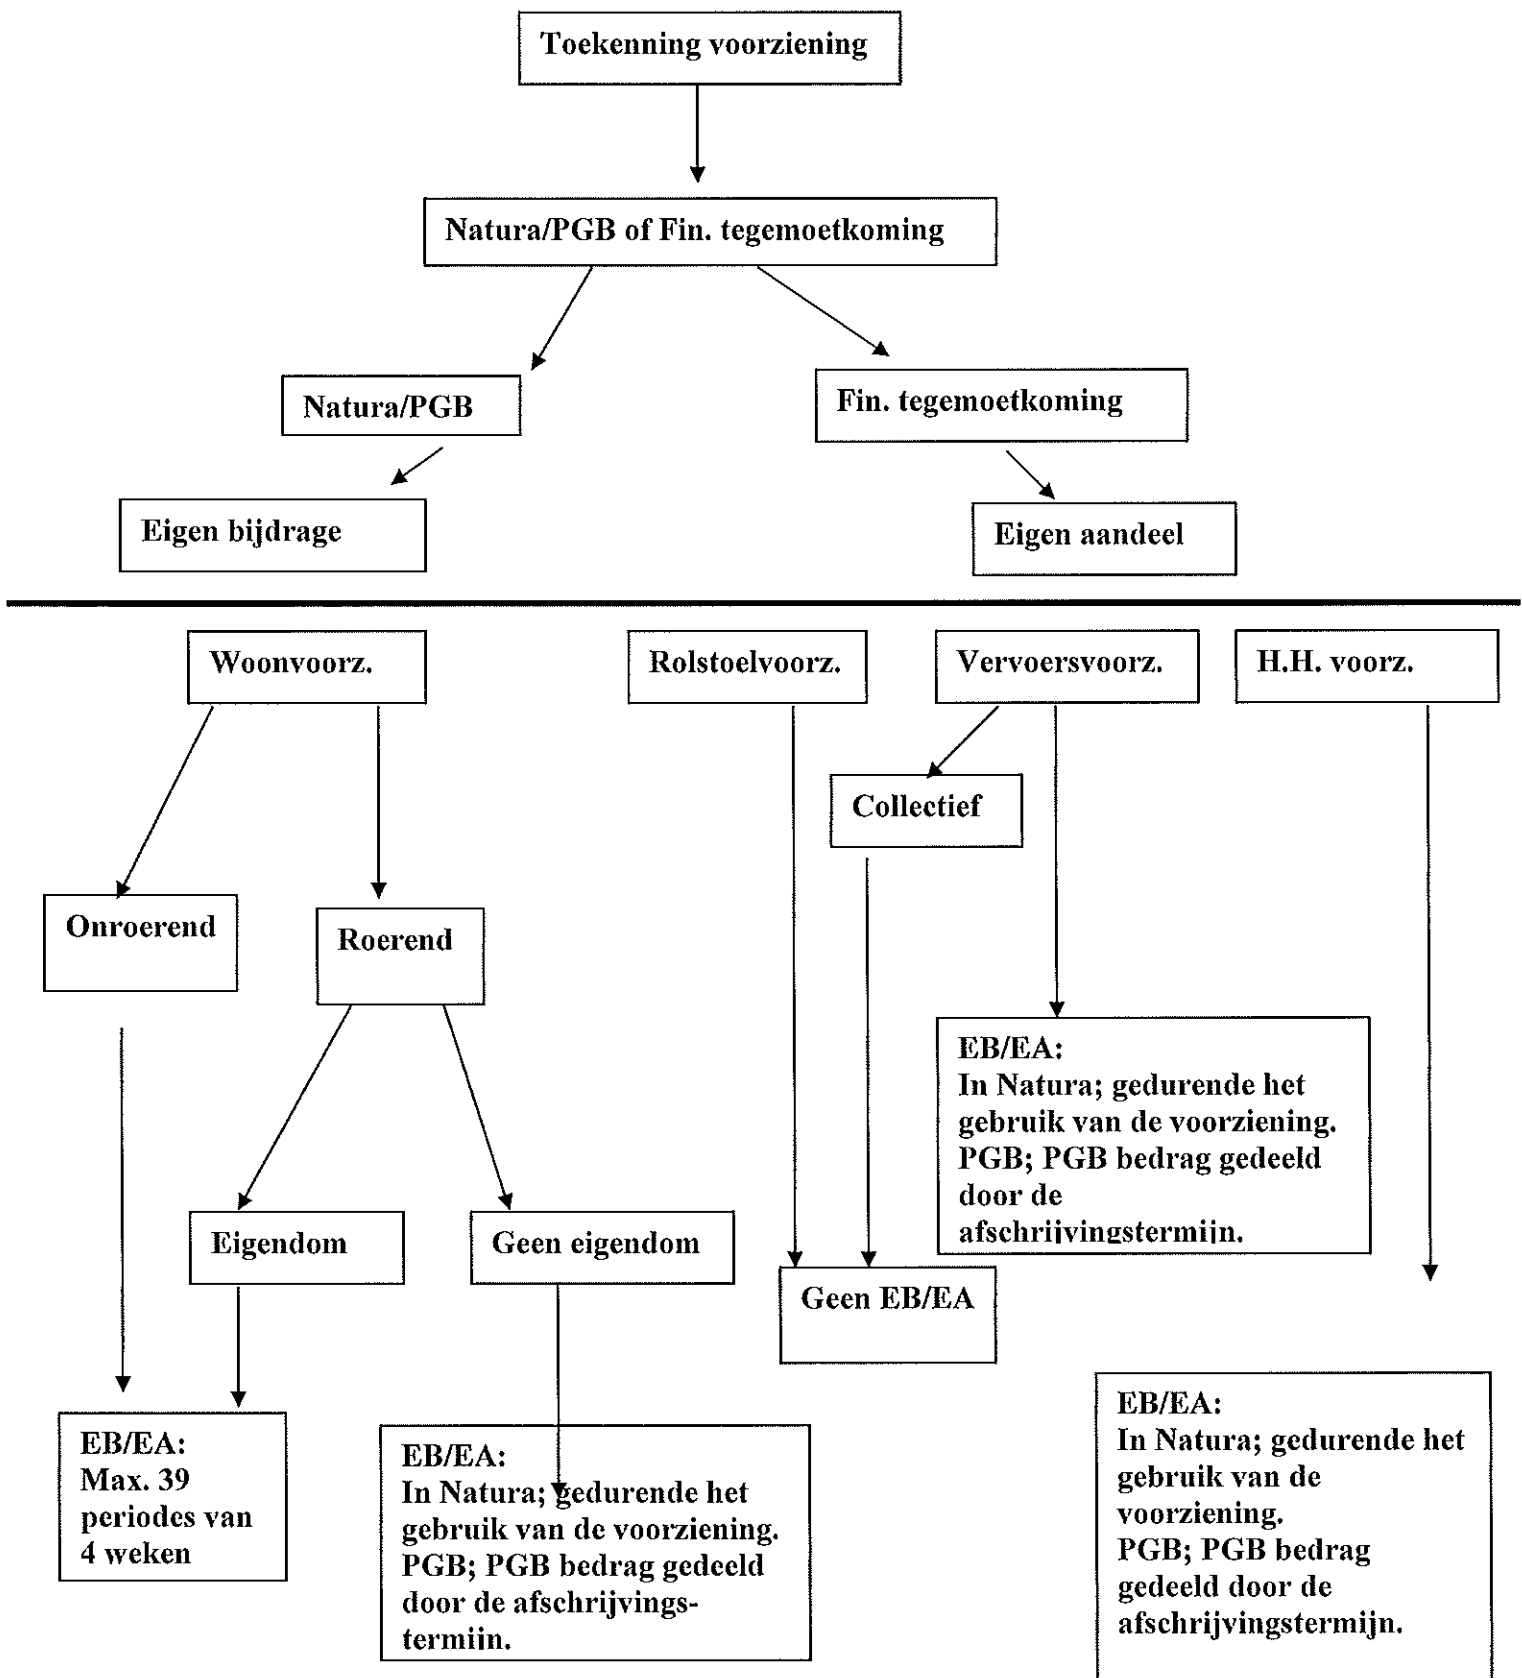 Toekenning voorziening
Natura/PGB of Fin. tegemoetkoming
Natura/PGB
Fin. tegemoetkoming
Eigen bijdrage
Eigen aandeel
Woonvoorz.
Rolstoelvoorz.
Vervoersvoorz.
H.H. voorz.
Collectief
Onroerend
Roerend
EB/EA:
In Natura; gedurende het
gebruik van de voorziening.
PGB; PGB bedrag gedeeld
door de
afschrijvingstermijn.
Eigendom
Geen eigendom
Geen EB/EA
EB/EA:
Max. 39
periodes van
4 weken
EB/EA:
In Natura; gedurende het
gebruik van de voorziening.
PGB; PGB bedrag gedeeld
door de afschrijvings-
termijn.
EB/EA:
In Natura; gedurende het
gebruik van de
voorziening.
PGB; PGB bedrag
gedeeld door de
afschrijvingstermijn.